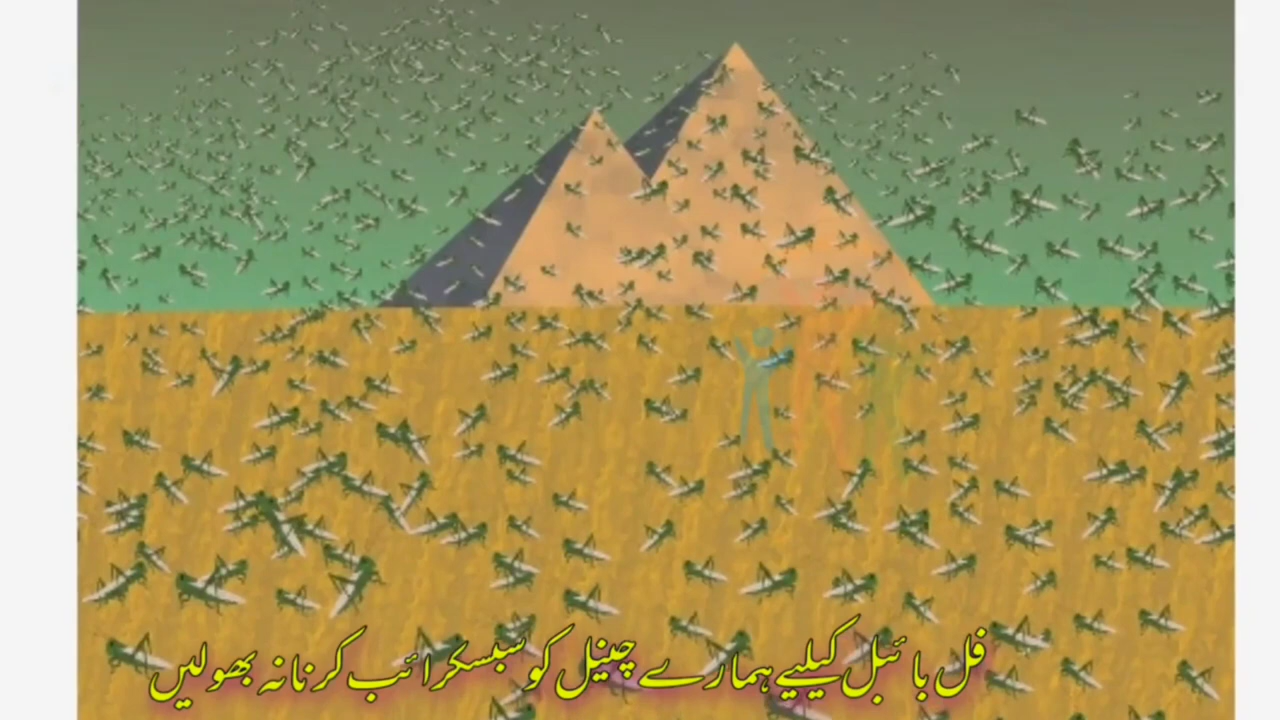 فل بائبل کیلیے ہمارے چینل کو سبسکرائب کرنا نہ بھولیں